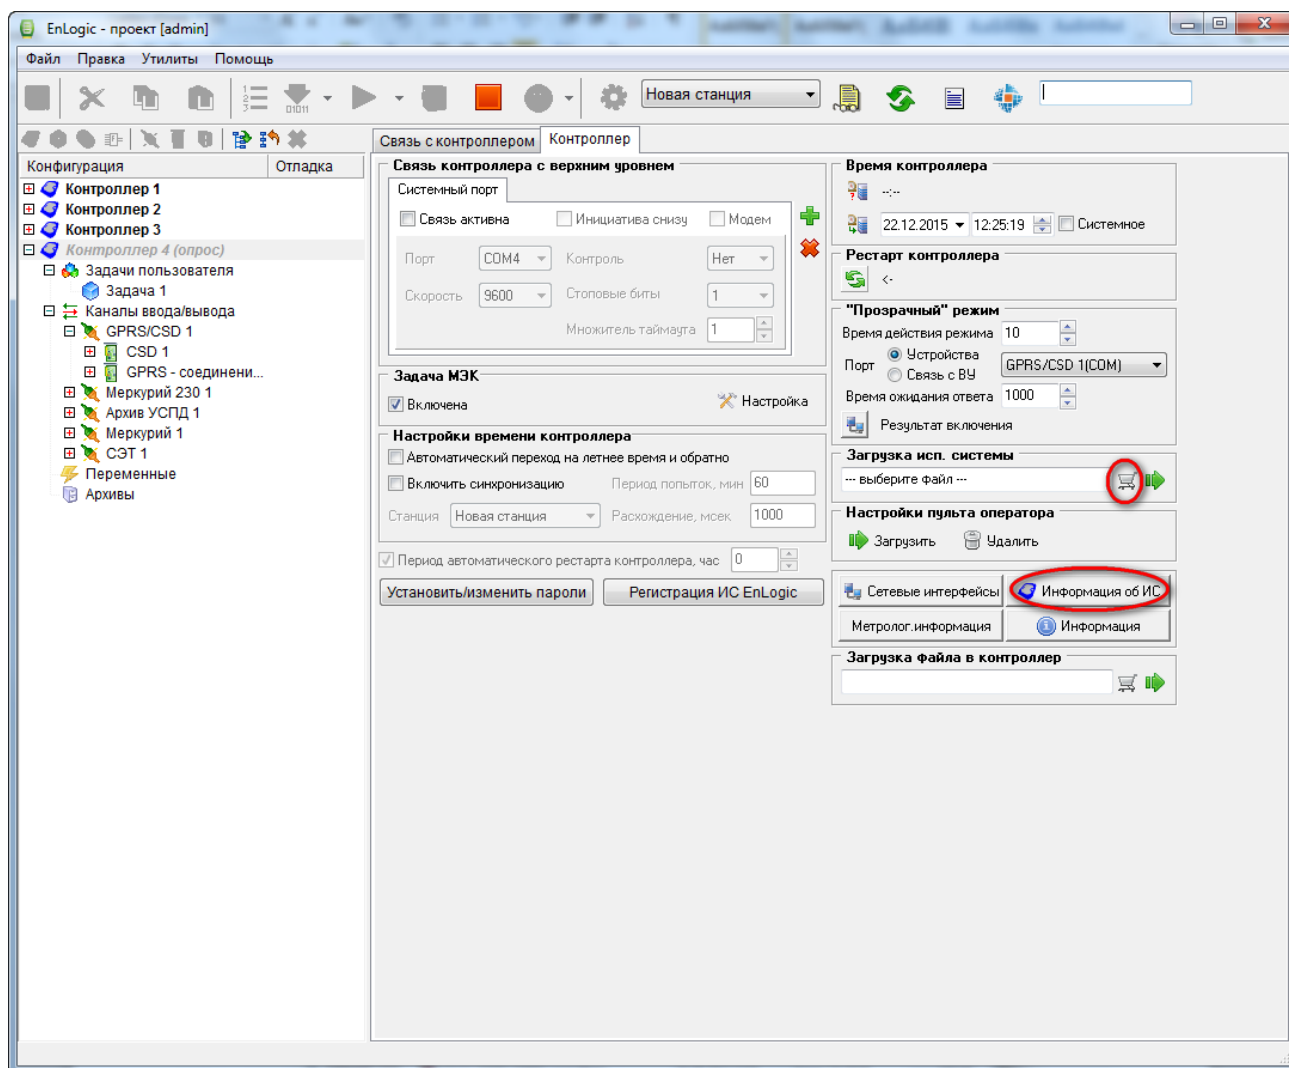 EnLogic - проект [admin]
Файл Правка Утилиты Помощь
Новая станция
Связь с контроллером Контроллер
Конфигурация Отладка
Контроллер 1
Контроллер 2
Контроллер 3
Контроллер 4 (опрос)
Задачи пользователя
Задача 1
Каналы ввода/вывода
GPRS/CSD 1
CSD 1
GPRS - соединени...
Меркурий 230 1
Архив УСПД 1
Меркурий 1
СЭТ 1
Переменные
Архивы
Связь контроллера с верхним уровнем
Системный порт
Связь активна Инициатива снизу Модем
Порт COM4 Контроль Нет
Скорость 9600 Стоповые биты 1
Множитель таймаута 1
Задача МЭК
Включена Настройка
Настройки времени контроллера
Автоматический переход на летнее время и обратно
Включить синхронизацию Период попыток, мин 60
Станция Новая станция Расхождение, мсек 1000
Период автоматического рестарта контроллера, час 0
Установить/изменить пароли Регистрация ИС EnLogic
Время контроллера
--:--
22.12.2015 12:25:19 Системное
Рестарт контроллера
<-
"Прозрачный" режим
Время действия режима 10
Порт Устройства GPRS/CSD 1(COM)
Связь с ВУ
Время ожидания ответа 1000
Результат включения
Загрузка исп. системы
--- выберите файл ---
Настройки пульта оператора
Загрузить Удалить
Сетевые интерфейсы Информация об ИС
Метролог.информация Информация
Загрузка файла в контроллер